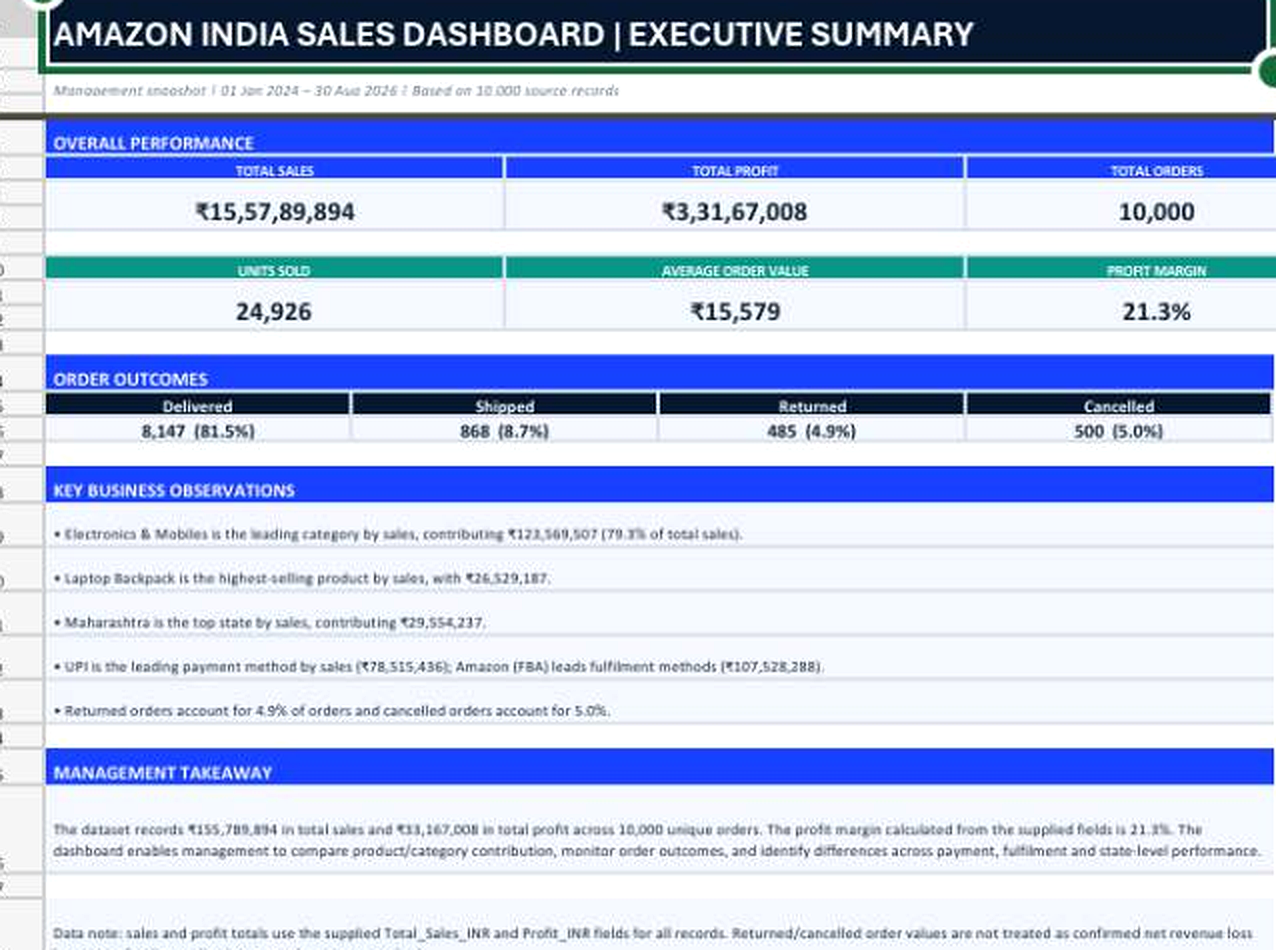 AMAZON INDIA SALES DASHBOARD | EXECUTIVE SUMMARY
Management snapshot | 01 Jan 2024 – 30 Aug 2026 | Based on 10,000 source records
OVERALL PERFORMANCE
TOTAL SALES TOTAL PROFIT TOTAL ORDERS
₹15,57,89,894 ₹3,31,67,008 10,000
UNITS SOLD AVERAGE ORDER VALUE PROFIT MARGIN
24,926 ₹15,579 21.3%
ORDER OUTCOMES
Delivered Shipped Returned Cancelled
8,147 (81.5%) 868 (8.7%) 485 (4.9%) 500 (5.0%)
KEY BUSINESS OBSERVATIONS
• Electronics & Mobiles is the leading category by sales, contributing ₹123,569,507 (79.3% of total sales).
• Laptop Backpack is the highest-selling product by sales, with ₹26,529,187.
• Maharashtra is the top state by sales, contributing ₹29,554,237.
• UPI is the leading payment method by sales (₹78,515,436); Amazon (FBA) leads fulfilment methods (₹107,528,288).
• Returned orders account for 4.9% of orders and cancelled orders account for 5.0%.
MANAGEMENT TAKEAWAY
The dataset records ₹155,789,894 in total sales and ₹33,167,008 in total profit across 10,000 unique orders. The profit margin calculated from the supplied fields is 21.3%. The
dashboard enables management to compare product/category contribution, monitor order outcomes, and identify differences across payment, fulfilment and state-level performance.
Data note: sales and profit totals use the supplied Total_Sales_INR and Profit_INR fields for all records. Returned/cancelled order values are not treated as confirmed net revenue loss